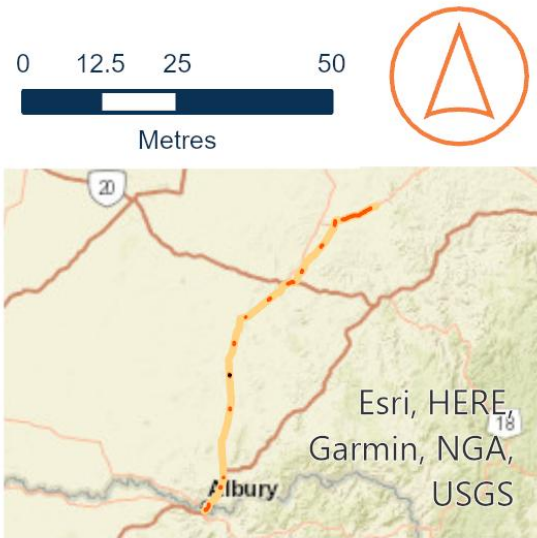 0 12.5 25 50
Metres
20
Esri, HERE,
18
Garmin, NGA,
USGS
Albury